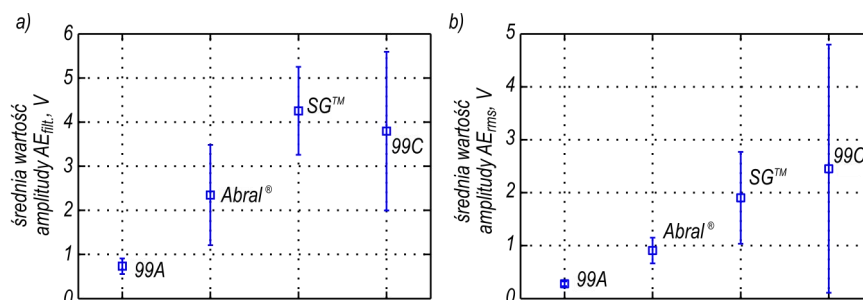 a)
średnia wartość
amplitudy AEfilt., V
6
5
4
3
2
1
0
99A
Abral®
SG™
99C
b)
średnia wartość
amplitudy AErms, V
5
4
3
2
1
0
99A
Abral®
SG™
99C